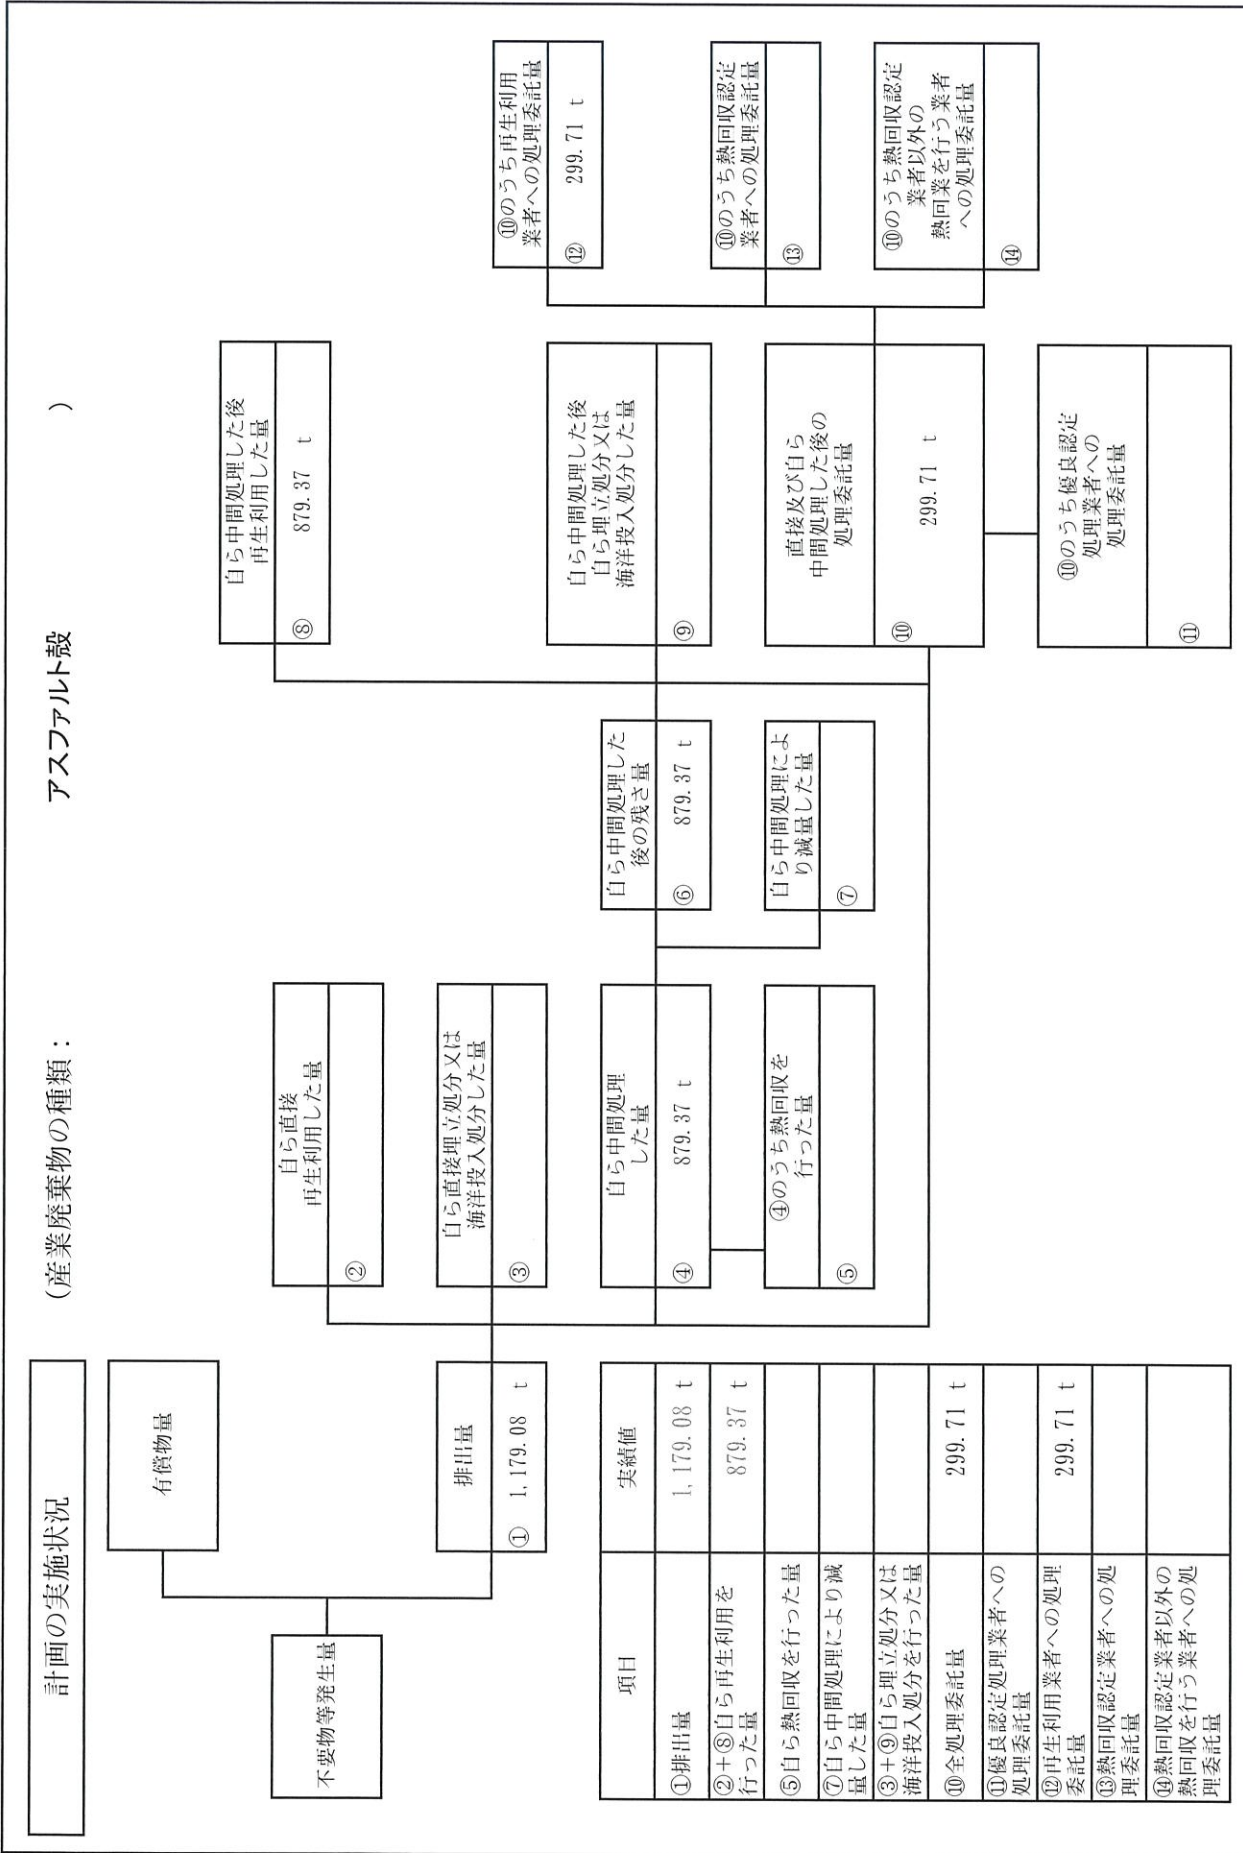 計画の実施状況
(産業廃棄物の種類：
アスファルト殻
)
不要物等発生量
有償物量
排出量
① 1,179.08 t
自ら直接
再生利用した量
②
自ら直接埋立処分又は
海洋投入処分した量
③
自ら中間処理
した量
④ 879.37 t
④のうち熱回収を
行った量
⑤
自ら中間処理した
後の残さ量
⑥ 879.37 t
自ら中間処理によ
り減量した量
⑦
自ら中間処理した後
再生利用した量
⑧ 879.37 t
自ら中間処理した後
自ら埋立処分又は
海洋投入処分した量
⑨
直接及び自ら
中間処理した後の
処理委託量
⑩ 299.71 t
⑩のうち優良認定
処理業者への
処理委託量
⑪
⑩のうち再生利用
業者への処理委託量
⑫ 299.71 t
⑩のうち熱回収認定
業者への処理委託量
⑬
⑩のうち熱回収認定
業者以外の
熱回業を行う業者
への処理委託量
⑭
項目 実績値
①排出量 1,179.08 t
②+⑧自ら再生利用を
行った量 879.37 t
⑤自ら熱回収を行った量
⑦自ら中間処理により減
量した量
③+⑨自ら埋立処分又は
海洋投入処分を行った量
⑩全処理委託量 299.71 t
⑪優良認定処理業者への
処理委託量
⑫再生利用業者への処理
委託量 299.71 t
⑬熱回収認定業者への処
理委託量
⑭熱回収認定業者以外の
熱回収を行う業者への処
理委託量